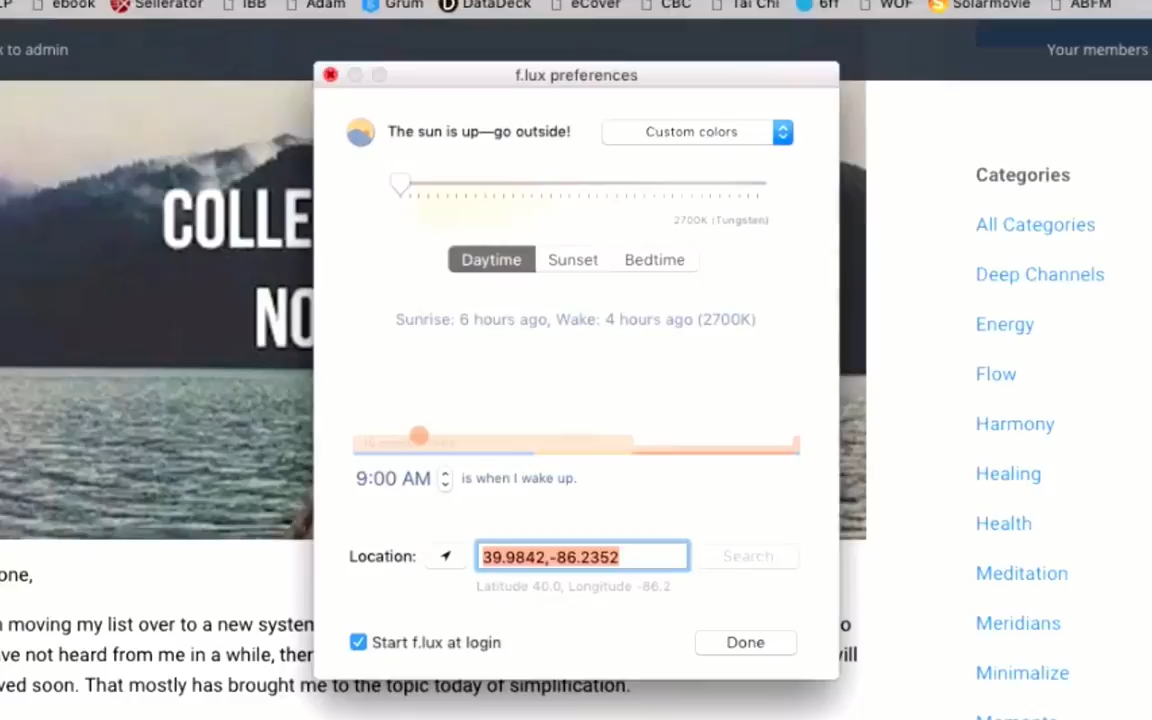 ebook Sellerator IBB Adam Grum DataDeck eCover CBC Tai Chi 6ff WOF Solarmovie ABFM
to admin
Your members
f.lux preferences
The sun is up—go outside!
Custom colors
COLLE
NO
2700K (Tungsten)
Daytime Sunset Bedtime
Sunrise: 6 hours ago, Wake: 4 hours ago (2700K)
9:00 AM is when I wake up.
Location: 39.9842,-86.2352 Search
Latitude 40.0, Longitude -86.2
Start f.lux at login
Done
Categories
All Categories
Deep Channels
Energy
Flow
Harmony
Healing
Health
Meditation
Meridians
Minimalize
one,
moving my list over to a new system
ve not heard from me in a while, ther
ved soon. That mostly has brought me to the topic today of simplification.